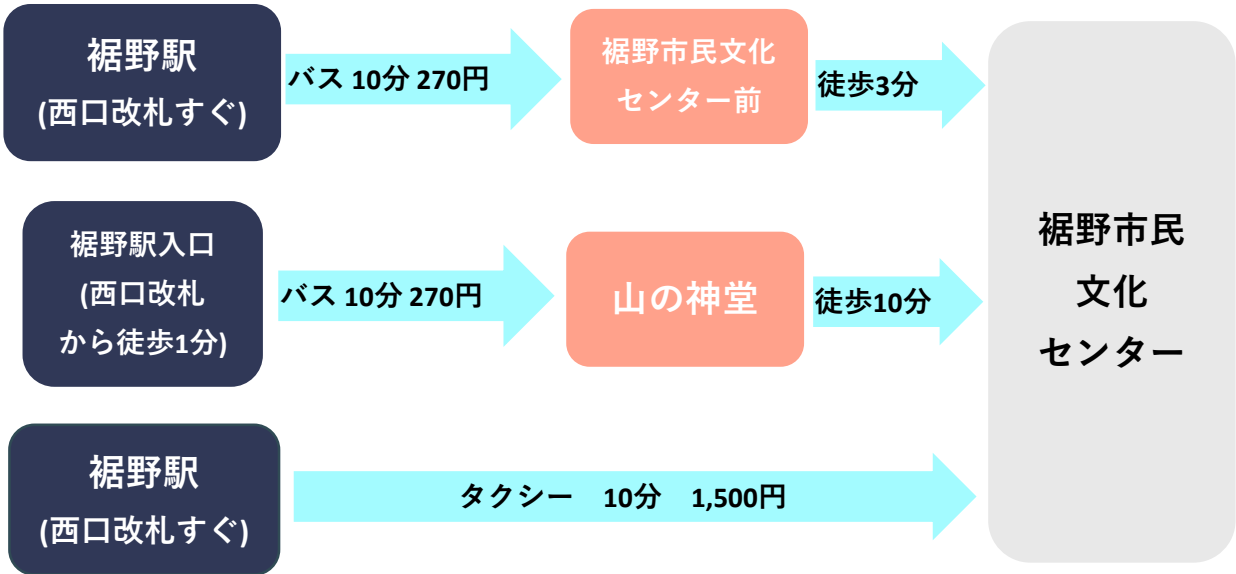 裾野駅
(西口改札すぐ)
バス 10分 270円
裾野市民文化
センター前
徒歩3分
裾野駅入口
(西口改札
から徒歩1分)
バス 10分 270円
山の神堂
徒歩10分
裾野市民
文化
センター
裾野駅
(西口改札すぐ)
タクシー　10分　1,500円